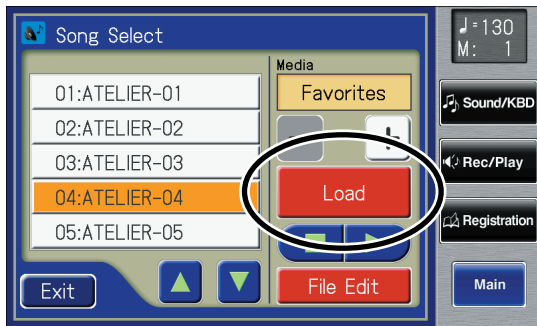 Song Select
01:ATELIER-01
02:ATELIER-02
03:ATELIER-03
04:ATELIER-04
05:ATELIER-05
Exit
Media
Favorites
-
+
Load
File Edit
♩=130
M: 1
Sound/KBD
Rec/Play
Registration
Main